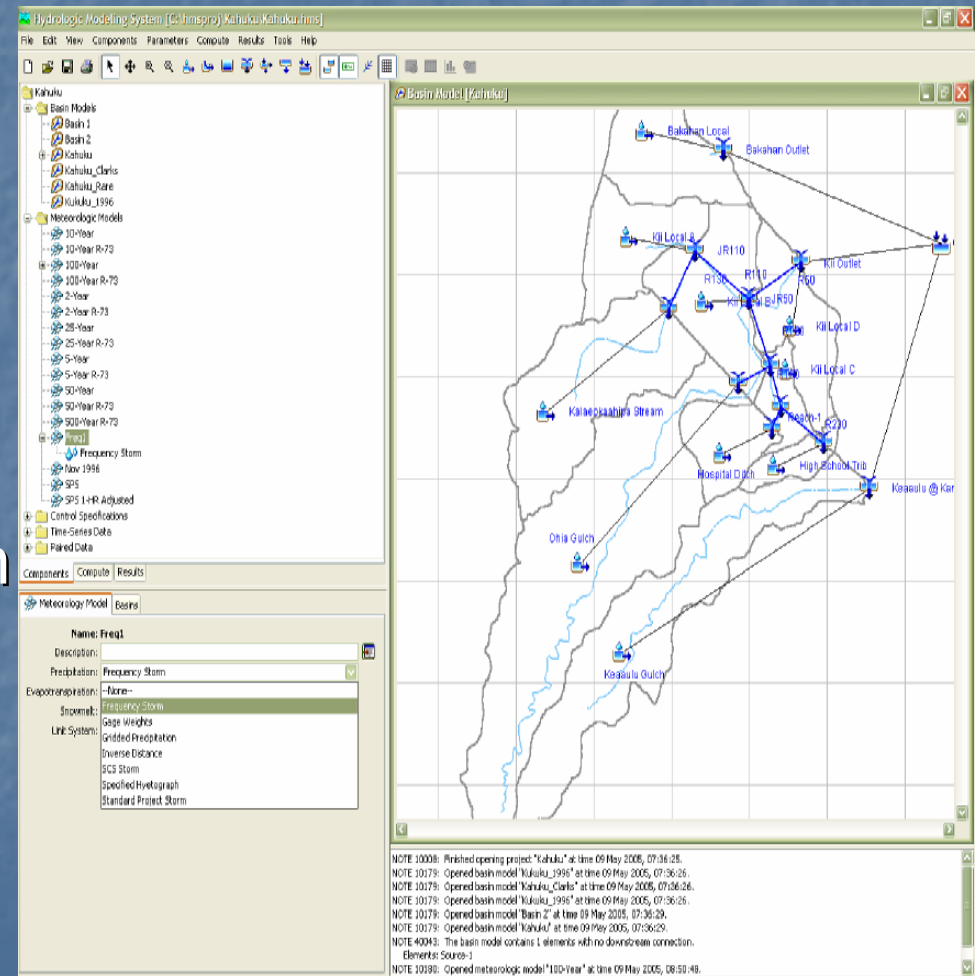 Hydrologic Modeling System [C:\hmsproj\Kahuku\Kahuku.hms]
File Edit View Components Parameters Compute Results Tools Help
Kahuku
Basin Models
Basin 1
Basin 2
Kahuku
Kahuku_Clarks
Kahuku_Rare
Kukuku_1996
Meteorologic Models
10-Year
10-Year R-73
100-Year
100-Year R-73
2-Year
2-Year R-73
25-Year
25-Year R-73
5-Year
5-Year R-73
50-Year
50-Year R-73
500-Year R-73
Freq1
Frequency Storm
Nov 1996
SPS
SPS 1-HR Adjusted
Control Specifications
Time-Series Data
Paired Data
Components Compute Results
Meteorology Model Basins
Name: Freq1
Description:
Precipitation: Frequency Storm
Evapotranspiration: --None--
Snowmelt: Frequency Storm
Unit System: Gage Weights
Gridded Precipitation
Inverse Distance
SCS Storm
Specified Hyetograph
Standard Project Storm
Basin Model [Kahuku]
Bakahan Local
Bakahan Outlet
Kii Local A
JR110
Kii Outlet
R130
R110
R50
JR50
Kii Local D
Kii Local C
Kalaeokaahipa Stream
Reach-1
R230
Hospital Ditch
High School Trib
Keaaulu @ Kam
Ohia Gulch
Keaaulu Gulch
NOTE 10008: Finished opening project "Kahuku" at time 09 May 2005, 07:36:25.
NOTE 10179: Opened basin model "Kukuku_1996" at time 09 May 2005, 07:36:26.
NOTE 10179: Opened basin model "Kahuku_Clarks" at time 09 May 2005, 07:36:26.
NOTE 10179: Opened basin model "Kukuku_1996" at time 09 May 2005, 07:36:26.
NOTE 10179: Opened basin model "Basin 2" at time 09 May 2005, 07:36:29.
NOTE 10179: Opened basin model "Kahuku" at time 09 May 2005, 07:36:29.
NOTE 40043: The basin model contains 1 elements with no downstream connection.
Elements: Source-1
NOTE 10180: Opened meteorologic model "100-Year" at time 09 May 2005, 08:50:48.